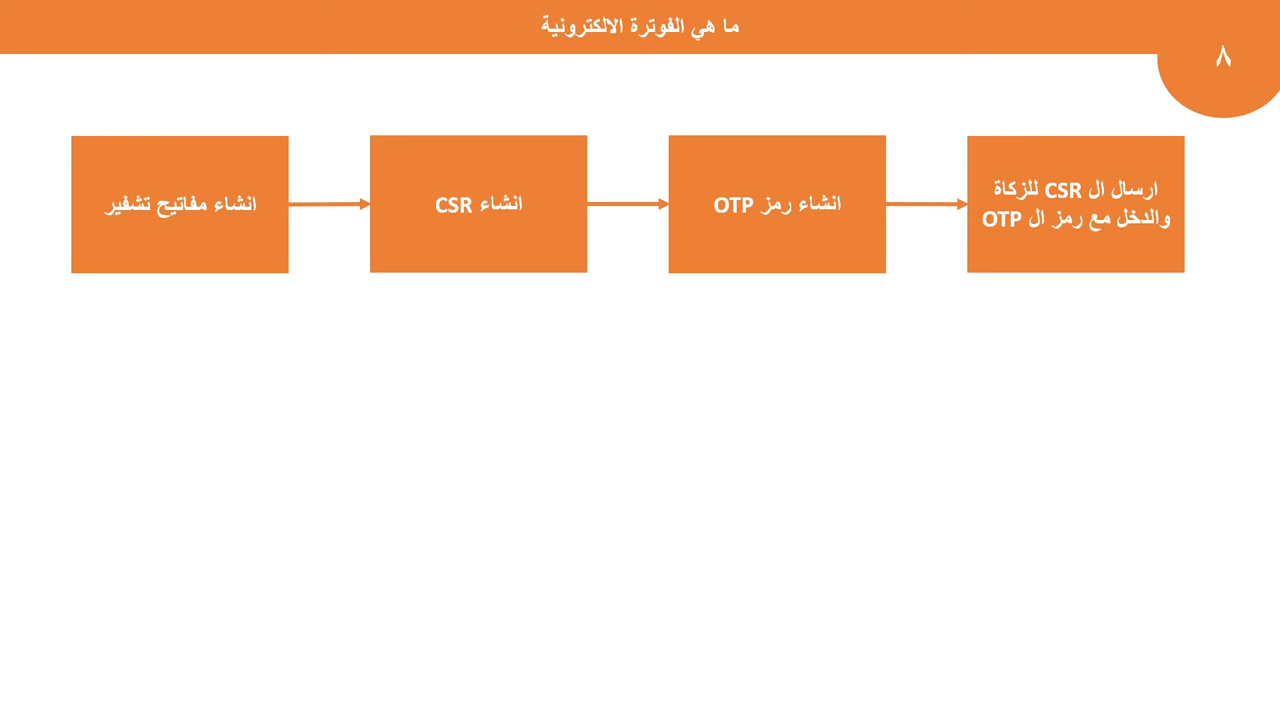 ما هي الفوترة الالكترونية
٨
انشاء مفاتيح تشفير
انشاء CSR
انشاء رمز OTP
ارسال ال CSR للزكاة
والدخل مع رمز ال OTP